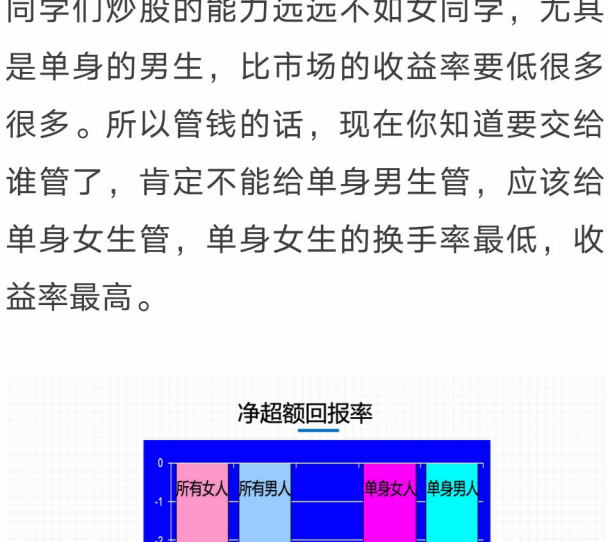 同学们炒股的能力远远不如女同学，尤其
是单身的男生，比市场的收益率要低很多
很多。所以管钱的话，现在你知道要交给
谁管了，肯定不能给单身男生管，应该给
单身女生管，单身女生的换手率最低，收
益率最高。
净超额回报率
0
所有女人 所有男人 单身女人 单身男人
-1
-2